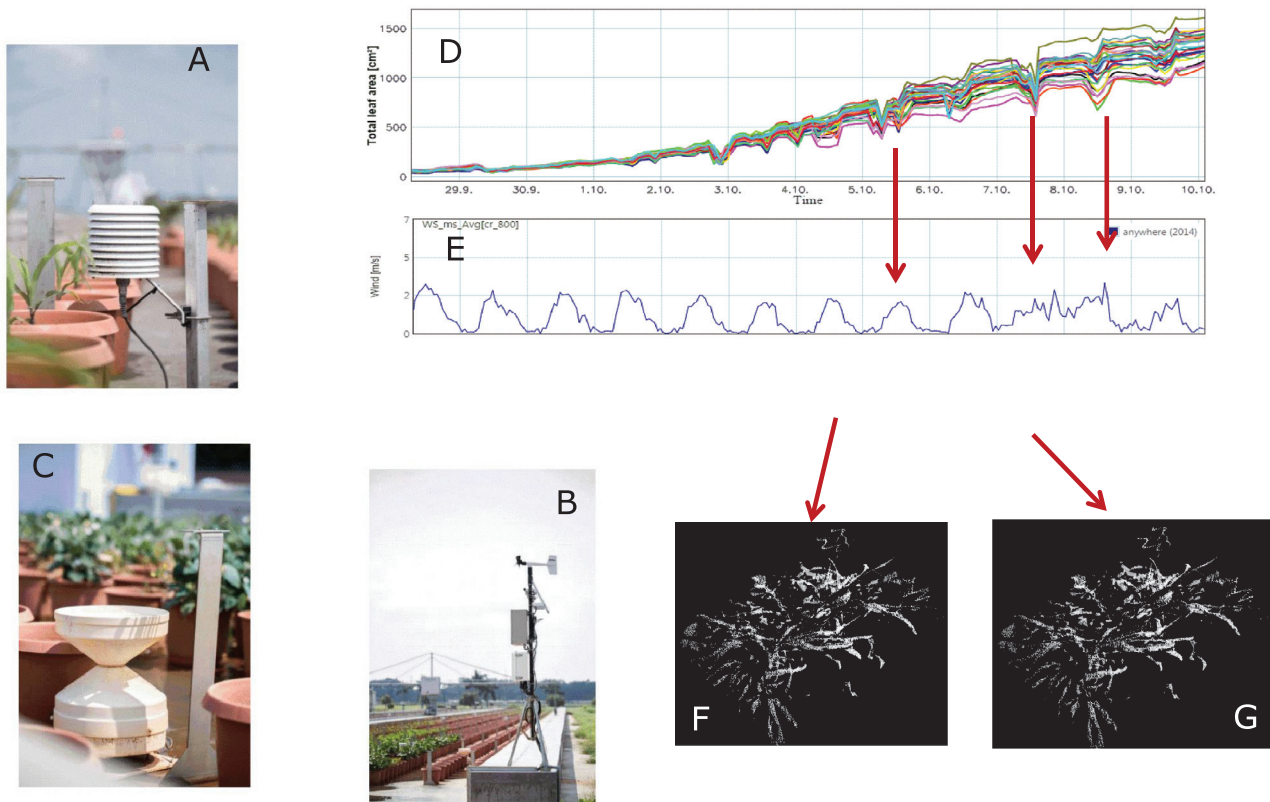 A
D
Total leaf area [cm²]
1500
1000
500
0
29.9.
30.9.
1.10.
2.10.
3.10.
4.10.
5.10.
6.10.
7.10.
8.10.
9.10.
10.10.
Time
WS_ms_Avg[cr_800]
E
anywhere (2014)
Wind [m/s]
7
5
2
0
C
B
F
G